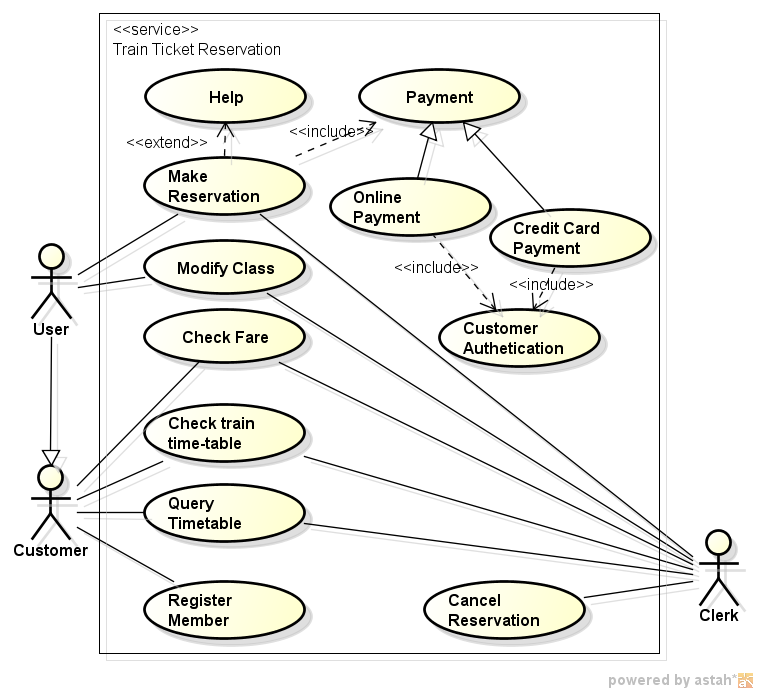 <<service>>
Train Ticket Reservation
Help
Payment
<<extend>>
<<include>>
Make
Reservation
Online
Payment
Credit Card
Payment
Modify Class
<<include>>
<<include>>
User
Check Fare
Customer
Authetication
Check train
time-table
Query
Timetable
Customer
Register
Member
Cancel
Reservation
Clerk
powered by astah*